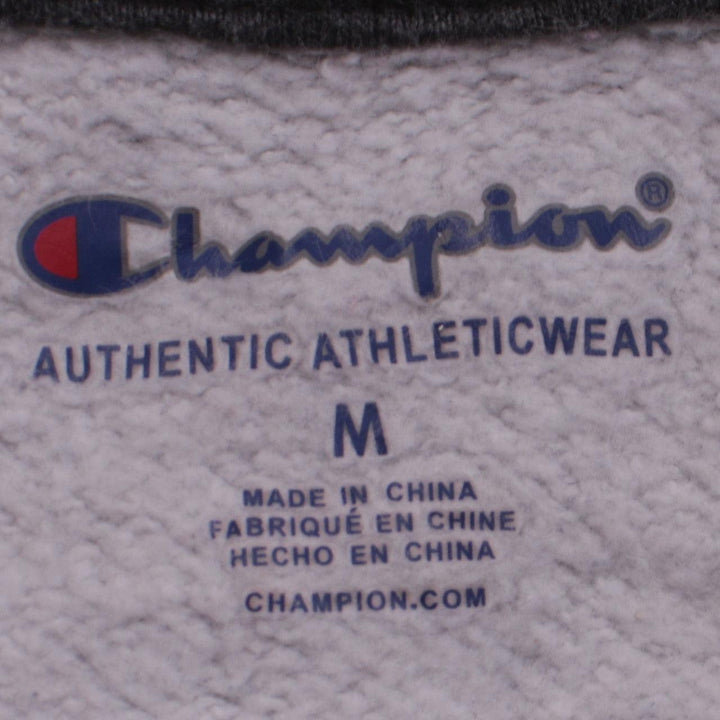 Champion®
AUTHENTIC ATHLETICWEAR
M
MADE IN CHINA
FABRIQUÉ EN CHINE
HECHO EN CHINA
CHAMPION.COM